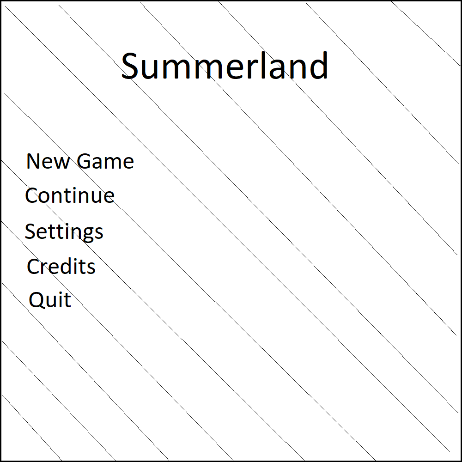 Summerland
New Game
Continue
Settings
Credits
Quit